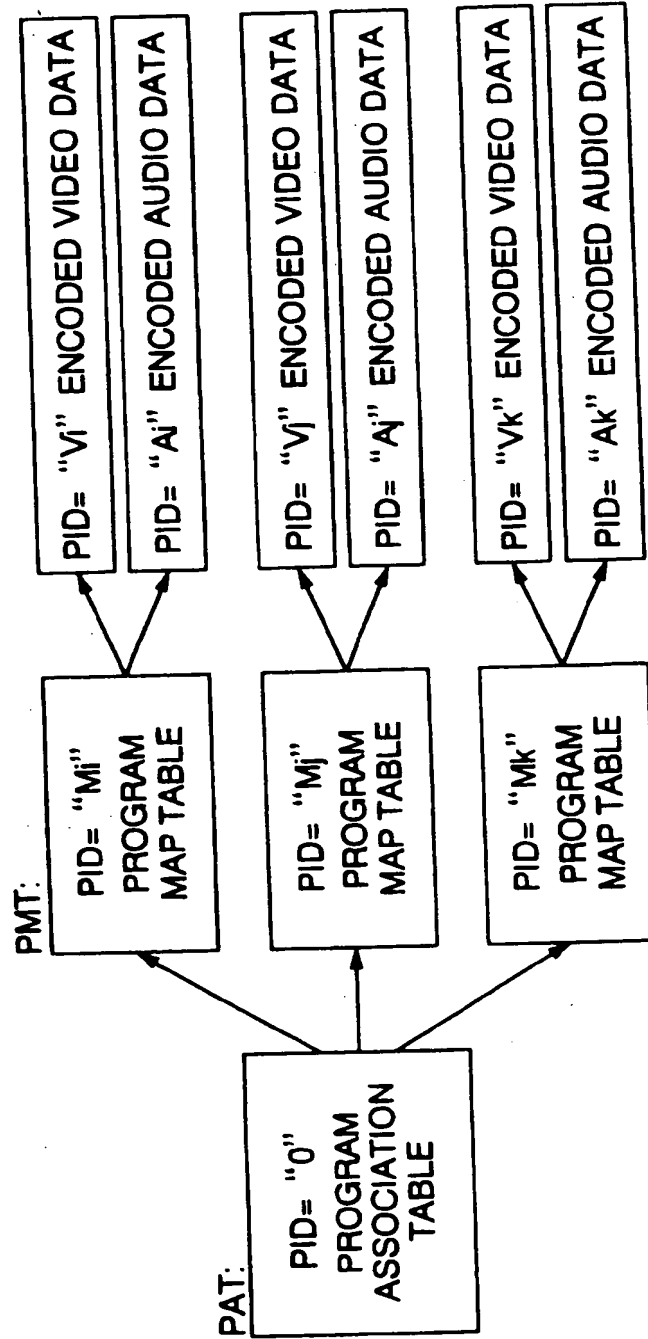 PAT:
PID= "0"
PROGRAM
ASSOCIATION
TABLE
PMT:
PID= "Mi"
PROGRAM
MAP TABLE
PID= "Mj"
PROGRAM
MAP TABLE
PID= "Mk"
PROGRAM
MAP TABLE
PID= "Vi" ENCODED VIDEO DATA
PID= "Ai" ENCODED AUDIO DATA
PID= "Vj" ENCODED VIDEO DATA
PID= "Aj" ENCODED AUDIO DATA
PID= "Vk" ENCODED VIDEO DATA
PID= "Ak" ENCODED AUDIO DATA